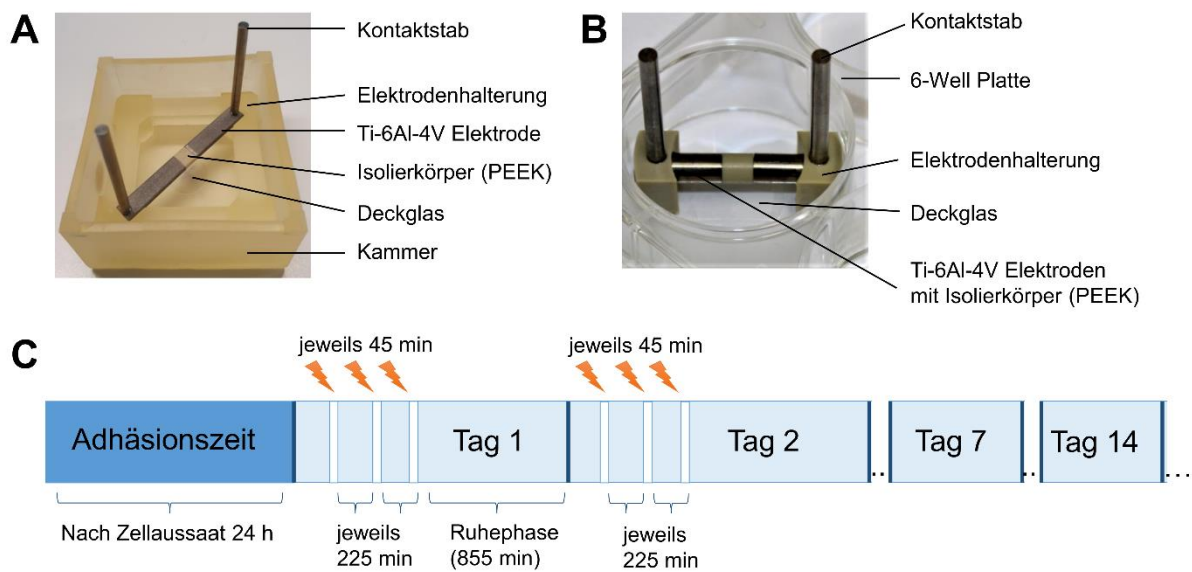 A
Kontaktstab
Elektrodenhalterung
Ti-6Al-4V Elektrode
Isolierkörper (PEEK)
Deckglas
Kammer
B
Kontaktstab
6-Well Platte
Elektrodenhalterung
Deckglas
Ti-6Al-4V Elektroden
mit Isolierkörper (PEEK)
C
jeweils 45 min
jeweils 45 min
Adhäsionszeit
Tag 1
Tag 2
..
Tag 7
..
Tag 14
...
Nach Zellaussaat 24 h
jeweils
225 min
Ruhephase
(855 min)
jeweils
225 min